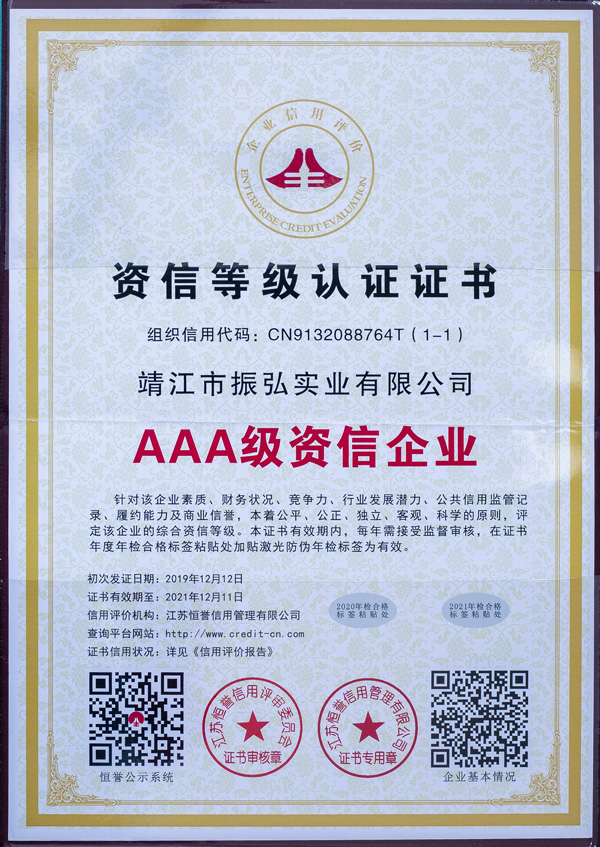 企业信用评价
ENTERPRISE CREDIT EVALUATION
资信等级认证证书
组织信用代码：CN9132088764T（1-1）
靖江市振弘实业有限公司
AAA级资信企业
针对该企业素质、财务状况、竞争力、行业发展潜力、公共信用监管记
录、履约能力及商业信誉，本着公平、公正、独立、客观、科学的原则，评
定该企业的综合资信等级。本证书有效期内，每年需接受监督审核，在证书
年度年检合格标签粘贴处加贴激光防伪年检标签为有效。
初次发证日期：2019年12月12日
证书有效期至：2021年12月11日
信用评价机构：江苏恒誉信用管理有限公司
查询平台网站：http://www.credit-cn.com
证书信用状况：详见《信用评价报告》
2020年检合格
标签粘贴处
2021年检合格
标签粘贴处
江苏恒誉信用评审委员会
证书审核章
江苏恒誉信用管理有限公司
证书专用章
恒誉公示系统
企业基本情况